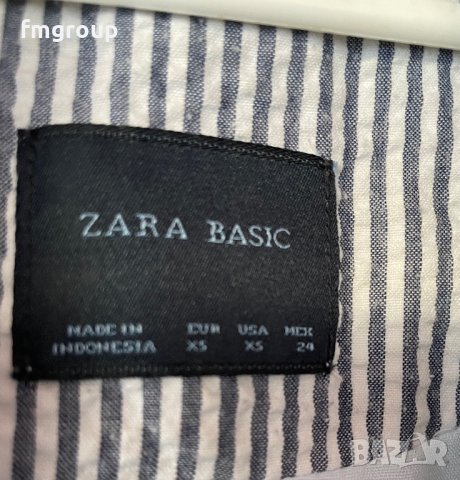 fmgroup
ZARA BASIC
MADE IN EUR USA MEX
INDONESIA XS XS 24
BAZAR